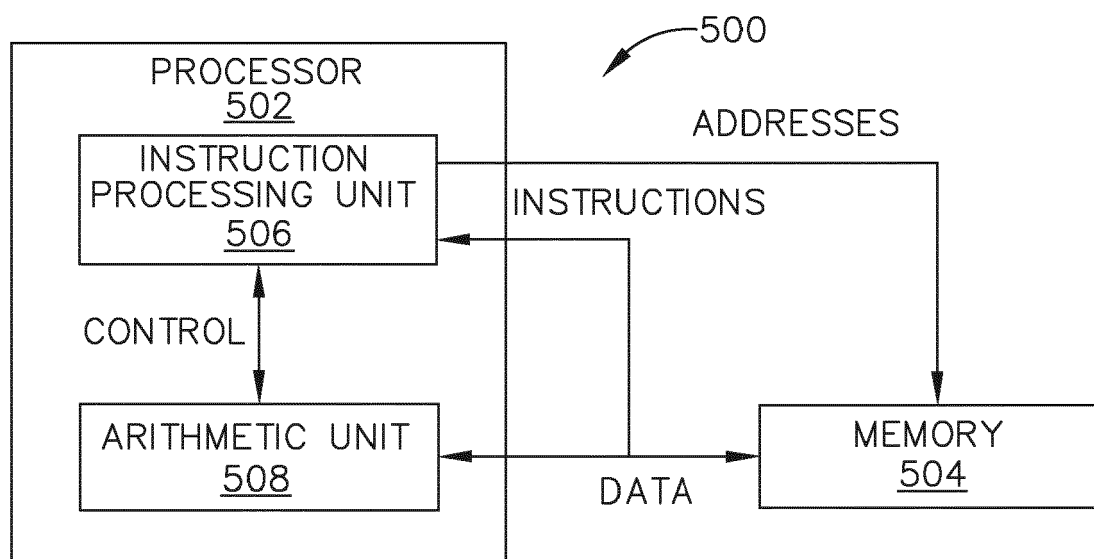 500
PROCESSOR
502
ADDRESSES
INSTRUCTION
PROCESSING UNIT
506
INSTRUCTIONS
CONTROL
ARITHMETIC UNIT
508
DATA
MEMORY
504